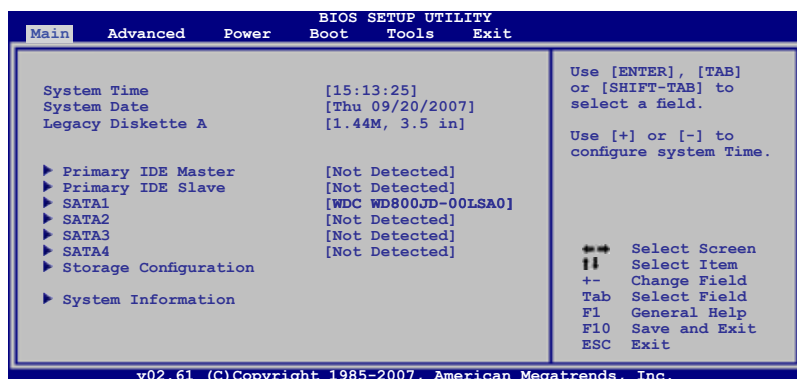 BIOS SETUP UTILITY
Main Advanced Power Boot Tools Exit
System Time [15:13:25]
System Date [Thu 09/20/2007]
Legacy Diskette A [1.44M, 3.5 in]
Primary IDE Master [Not Detected]
Primary IDE Slave [Not Detected]
SATA1 [WDC WD800JD-00LSA0]
SATA2 [Not Detected]
SATA3 [Not Detected]
SATA4 [Not Detected]
Storage Configuration
System Information
Use [ENTER], [TAB]
or [SHIFT-TAB] to
select a field.
Use [+] or [-] to
configure system Time.
Select Screen
Select Item
+- Change Field
Tab Select Field
F1 General Help
F10 Save and Exit
ESC Exit
v02.61 (C)Copyright 1985-2007, American Megatrends, Inc.